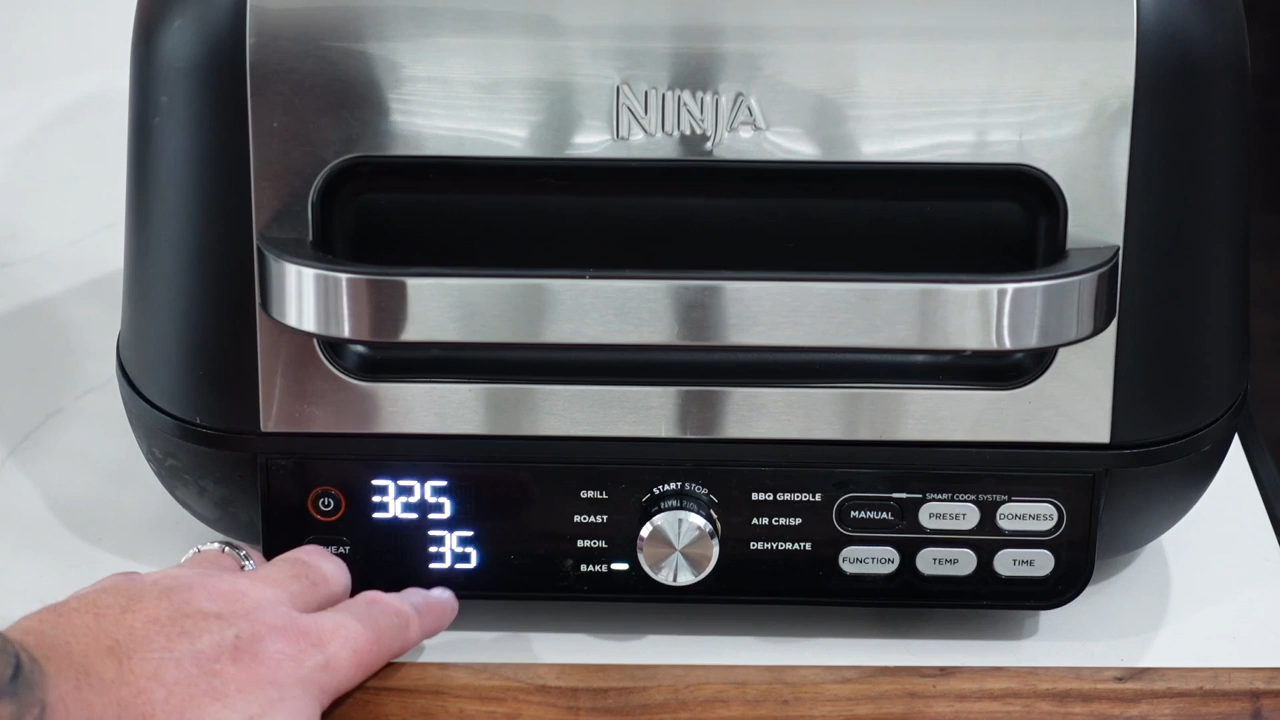 NINJA
325
35
HEAT
GRILL
ROAST
BROIL
BAKE
START STOP
BBQ GRIDDLE
AIR CRISP
DEHYDRATE
SMART COOK SYSTEM
MANUAL PRESET DONENESS
FUNCTION TEMP TIME